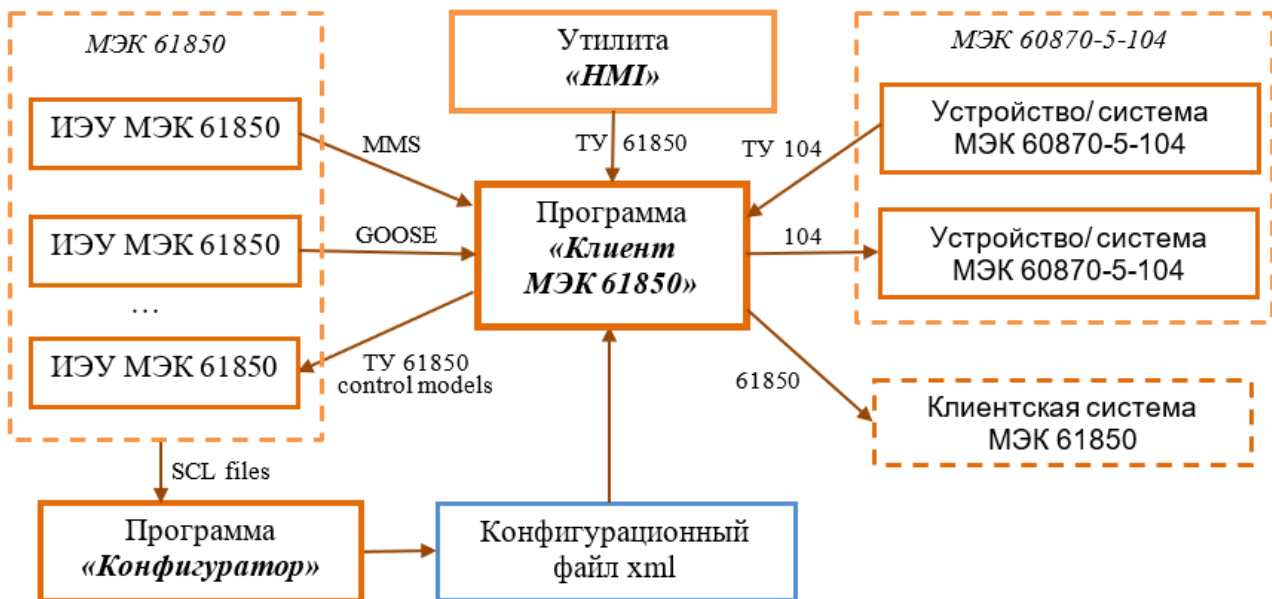 МЭК 61850
ИЭУ МЭК 61850
ИЭУ МЭК 61850
...
ИЭУ МЭК 61850
MMS
GOOSE
ТУ 61850
control models
SCL files
Программа
«Конфигуратор»
Утилита
«HMI»
ТУ 61850
Программа
«Клиент
МЭК 61850»
Конфигурационный
файл xml
МЭК 60870-5-104
Устройство/ система
МЭК 60870-5-104
ТУ 104
104
Устройство/ система
МЭК 60870-5-104
61850
Клиентская система
МЭК 61850